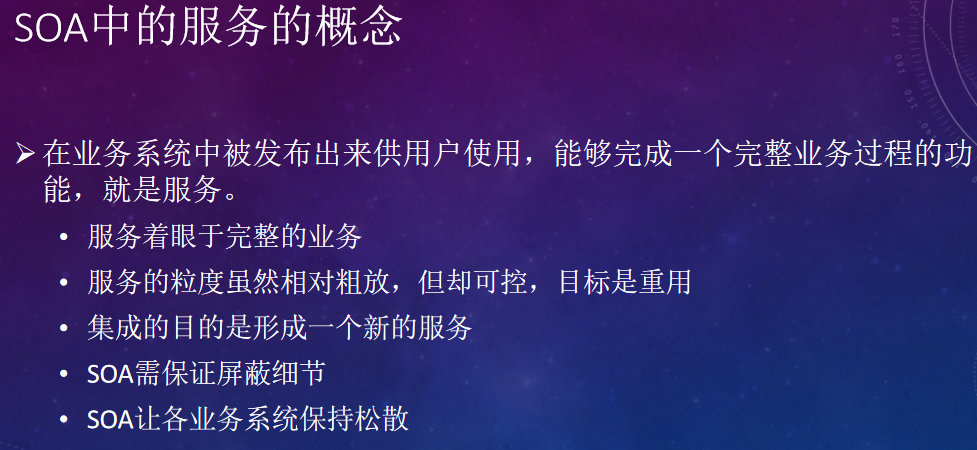 SOA中的服务的概念
170
160
150
➢在业务系统中被发布出来供用户使用，能够完成一个完整业务过程的功
能，就是服务。
• 服务着眼于完整的业务
• 服务的粒度虽然相对粗放，但却可控，目标是重用
• 集成的目的是形成一个新的服务
• SOA需保证屏蔽细节
• SOA让各业务系统保持松散